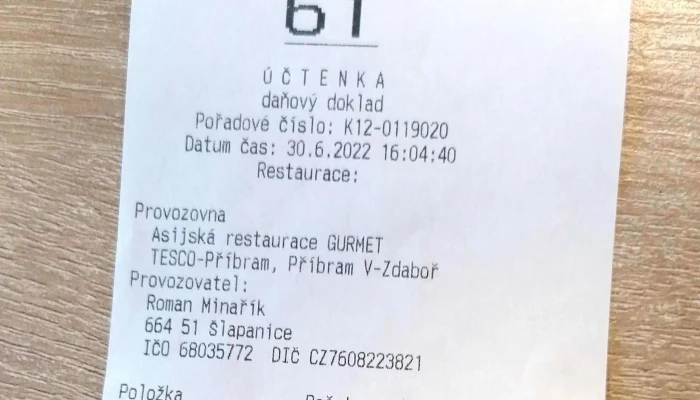 61
ÚČTENKA
daňový doklad
Pořadové číslo: K12-0119020
Datum čas: 30.6.2022 16:04:40
Restaurace:
Provozovna
Asijská restaurace GURMET
TESCO-Příbram, Příbram V-Zdaboř
Provozovatel:
Roman Minařík
664 51 Šlapanice
IČO 68035772 DIČ CZ7608223821
Položka